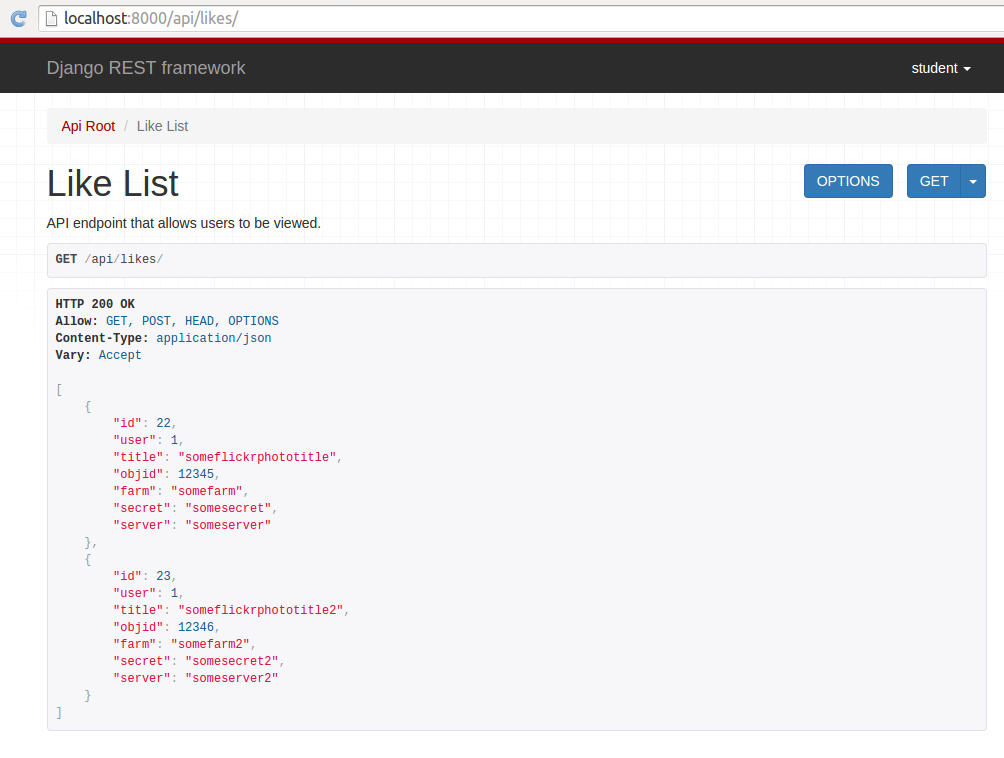 localhost:8000/api/likes/
Django REST framework
student
Api Root / Like List
Like List
OPTIONS
GET
API endpoint that allows users to be viewed.
GET /api/likes/
HTTP 200 OK
Allow: GET, POST, HEAD, OPTIONS
Content-Type: application/json
Vary: Accept
[
    {
        "id": 22,
        "user": 1,
        "title": "someflickrphototitle",
        "objid": 12345,
        "farm": "somefarm",
        "secret": "somesecret",
        "server": "someserver"
    },
    {
        "id": 23,
        "user": 1,
        "title": "someflickrphototitle2",
        "objid": 12346,
        "farm": "somefarm2",
        "secret": "somesecret2",
        "server": "someserver2"
    }
]